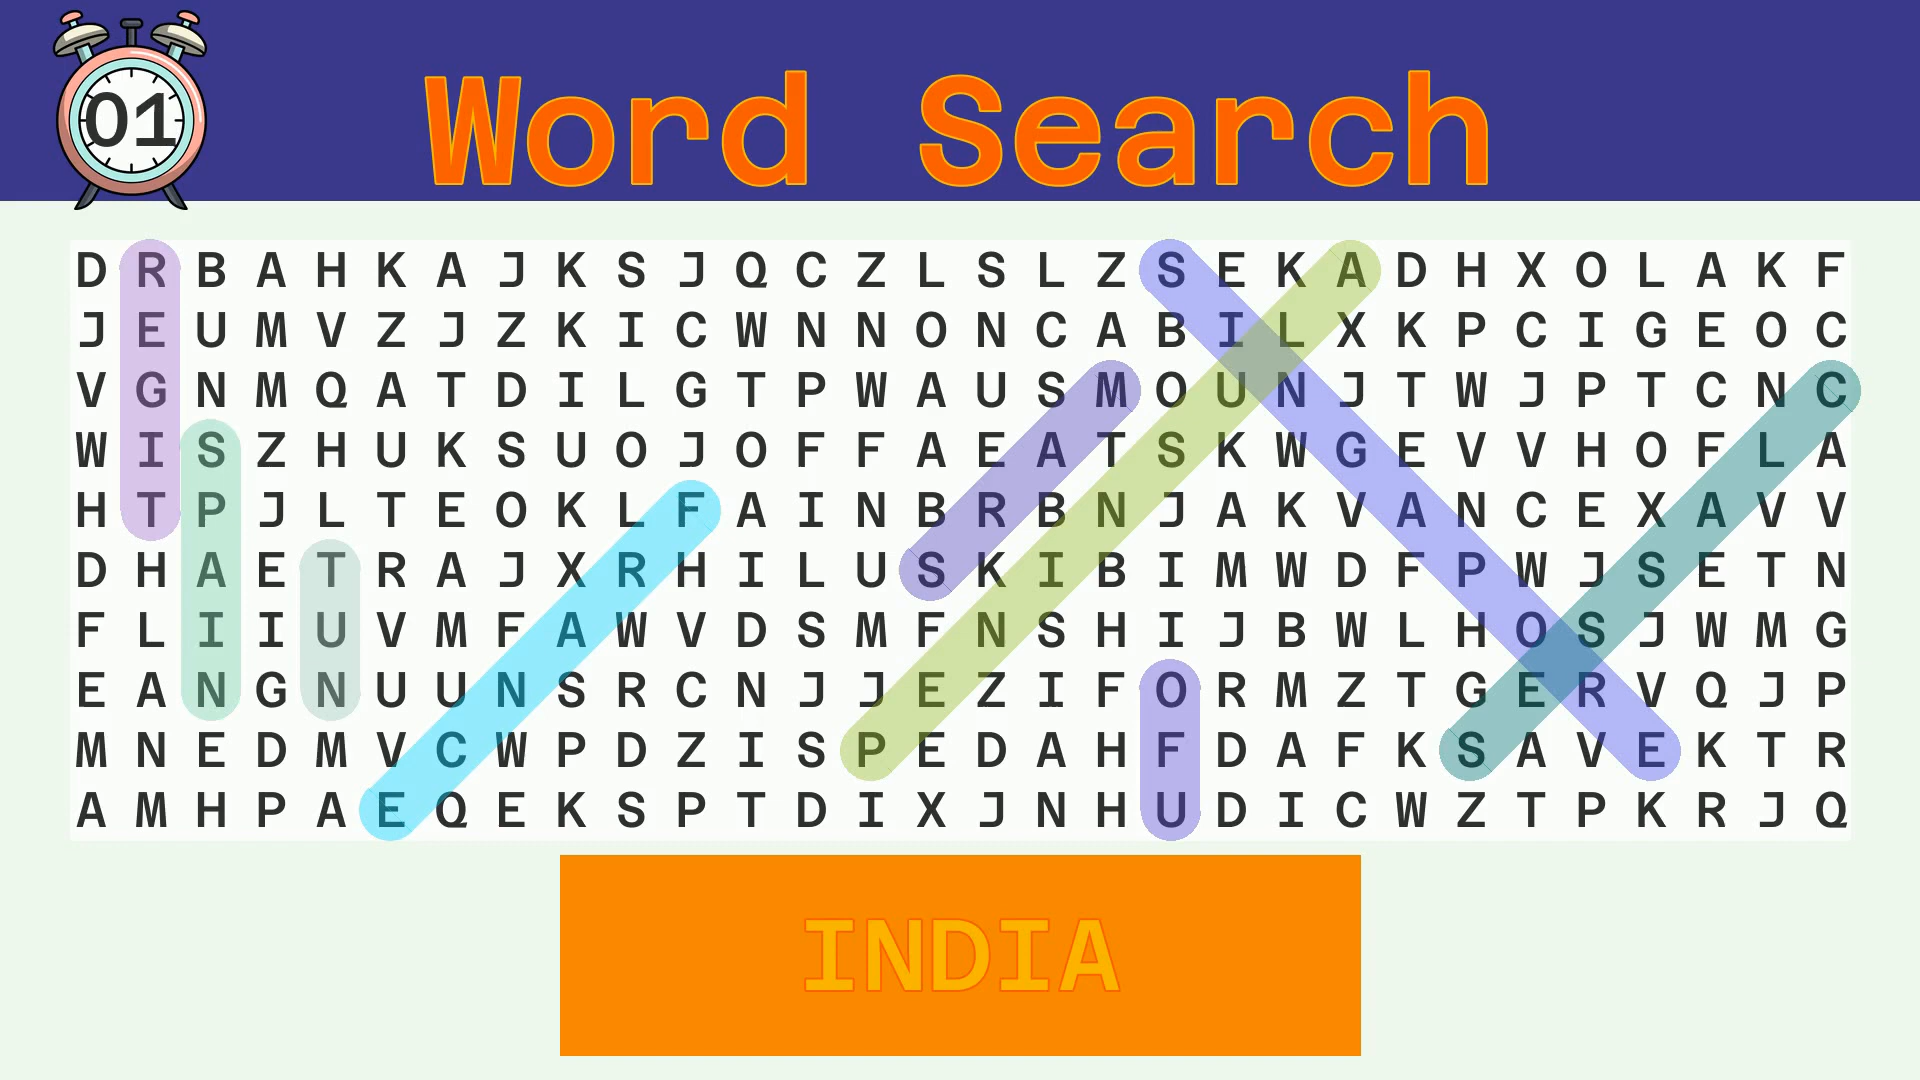 01
Word Search
D R B A H K A J K S J Q C Z L S L Z S E K A D H X O L A K F
J E U M V Z J Z K I C W N N O N C A B I L X K P C I G E O C
V G N M Q A T D I L G T P W A U S M O U N J T W J P T C N C
W I S Z H U K S U O J O F F A E A T S K W G E V V H O F L A
H T P J L T E O K L F A I N B R B N J A K V A N C E X A V V
D H A E T R A J X R H I L U S K I B I M W D F P W J S E T N
F L I I U V M F A W V D S M F N S H I J B W L H O S J W M G
E A N G N U U N S R C N J J E Z I F O R M Z T G E R V Q J P
M N E D M V C W P D Z I S P E D A H F D A F K S A V E K T R
A M H P A E Q E K S P T D I X J N H U D I C W Z T P K R J Q
INDIA